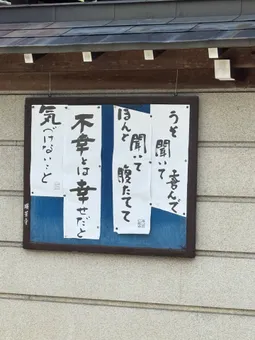 うそ聞いて喜んで
ほんと聞いて腹たてて
不幸とは幸せだと
気づけないこと